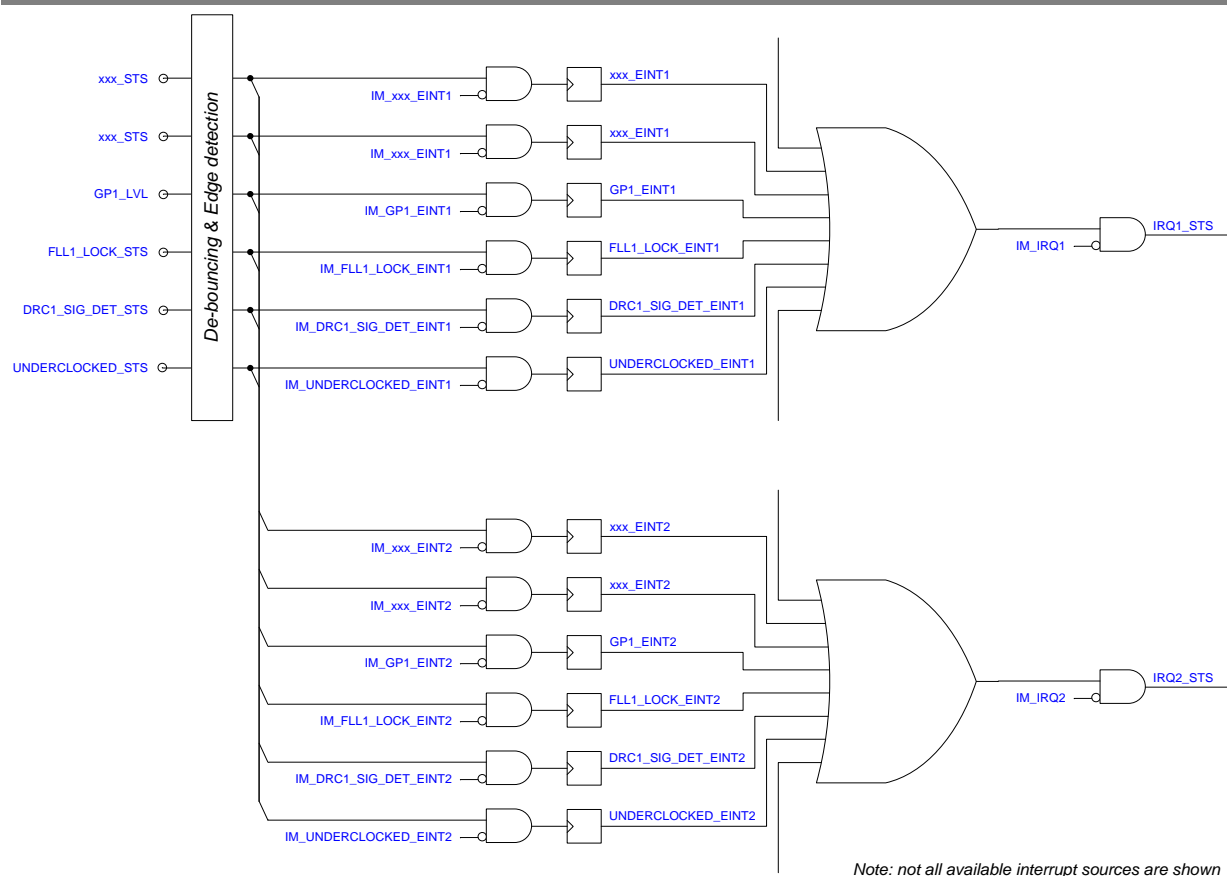 De-bouncing & Edge detection
xxx_STS
xxx_STS
GP1_LVL
FLL1_LOCK_STS
DRC1_SIG_DET_STS
UNDERCLOCKED_STS
IM_xxx_EINT1
xxx_EINT1
IM_xxx_EINT1
xxx_EINT1
IM_GP1_EINT1
GP1_EINT1
IM_FLL1_LOCK_EINT1
FLL1_LOCK_EINT1
IM_DRC1_SIG_DET_EINT1
DRC1_SIG_DET_EINT1
IM_UNDERCLOCKED_EINT1
UNDERCLOCKED_EINT1
IM_IRQ1
IRQ1_STS
IM_xxx_EINT2
xxx_EINT2
IM_xxx_EINT2
xxx_EINT2
IM_GP1_EINT2
GP1_EINT2
IM_FLL1_LOCK_EINT2
FLL1_LOCK_EINT2
IM_DRC1_SIG_DET_EINT2
DRC1_SIG_DET_EINT2
IM_UNDERCLOCKED_EINT2
UNDERCLOCKED_EINT2
IM_IRQ2
IRQ2_STS
Note: not all available interrupt sources are shown